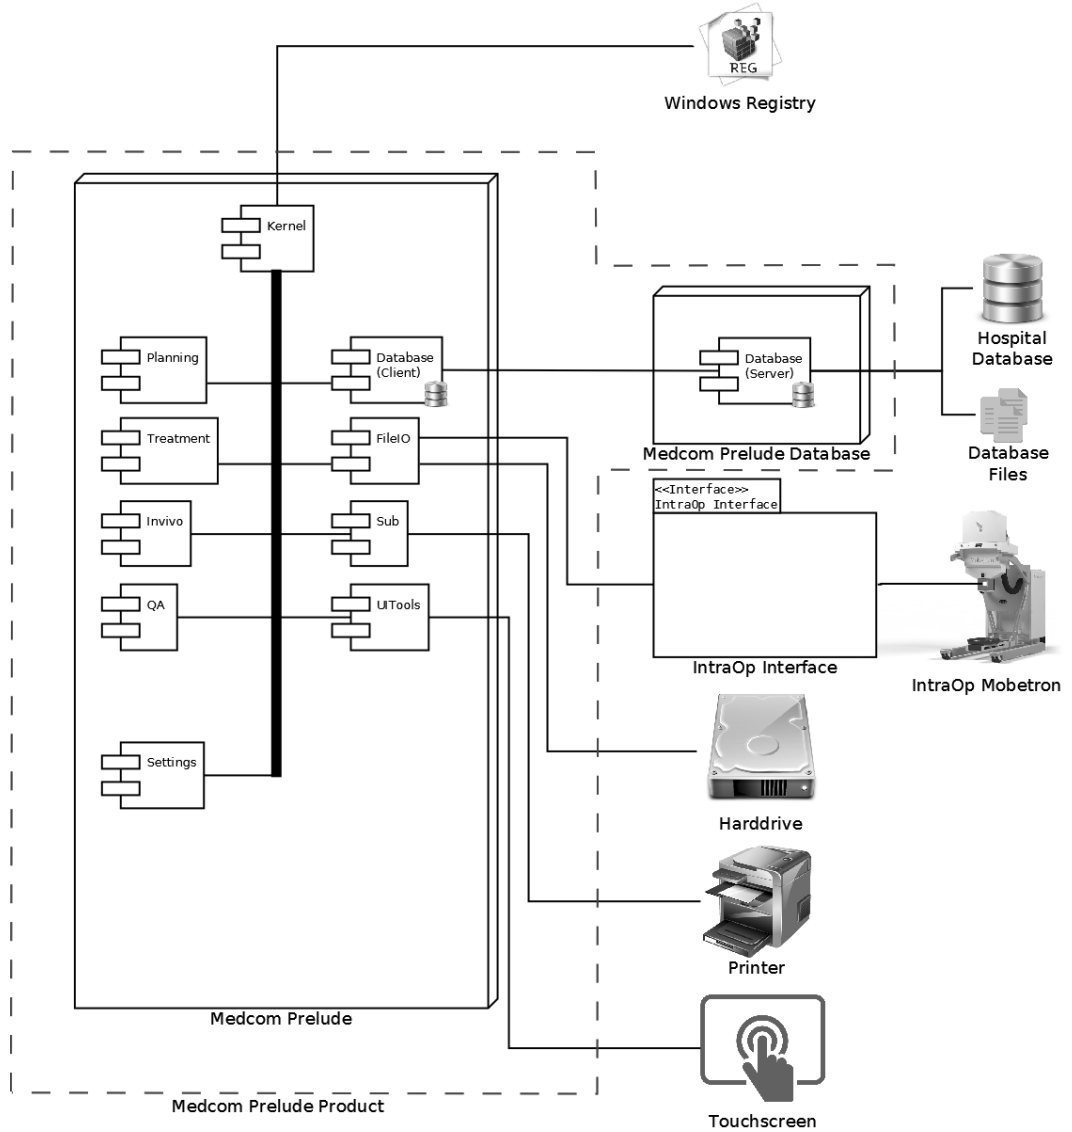 REG
Windows Registry
Kernel
Planning
Database
(Client)
Database
(Server)
Hospital
Database
Treatment
FileIO
Medcom Prelude Database
Database
Files
<<Interface>>
IntraOp Interface
Invivo
Sub
QA
UITools
IntraOp Interface
IntraOp Mobetron
Settings
Harddrive
Printer
Medcom Prelude
Medcom Prelude Product
Touchscreen